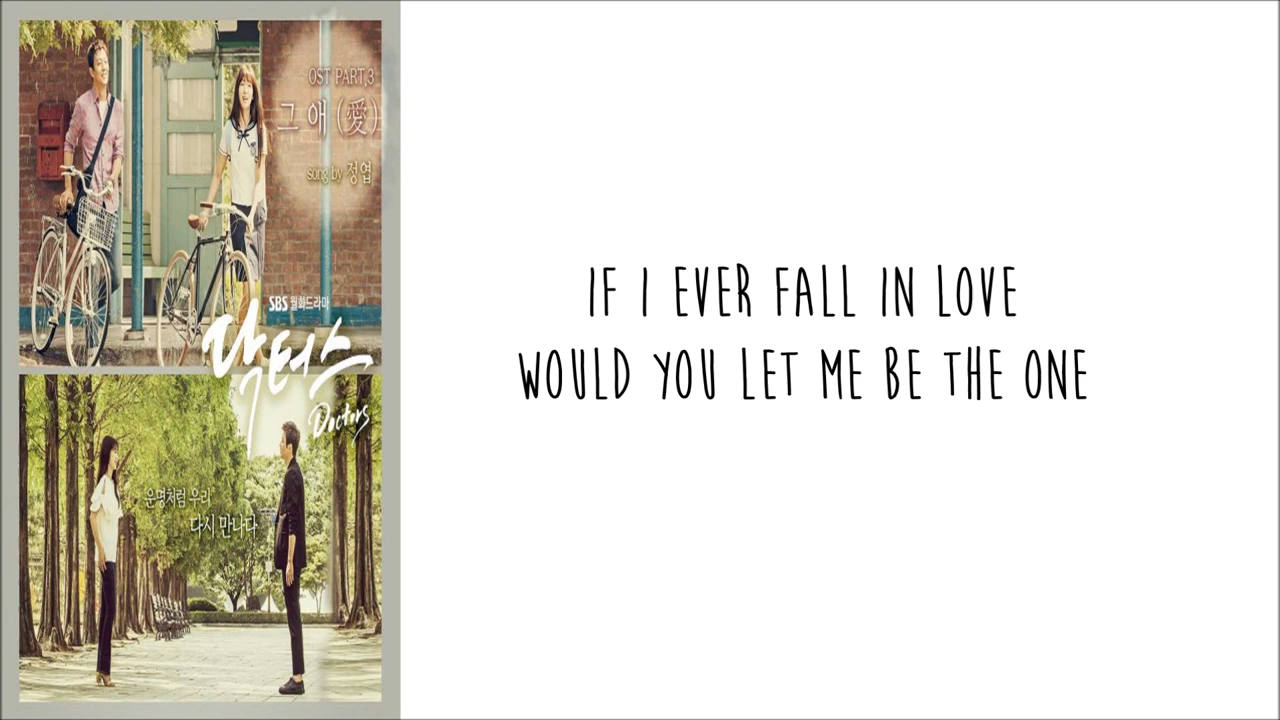 OST PART,3
그 애 (愛)
song by 정엽
SBS 월화드라마
닥터스
Doctors
운명처럼 우리
다시 만나다
IF I EVER FALL IN LOVE
WOULD YOU LET ME BE THE ONE